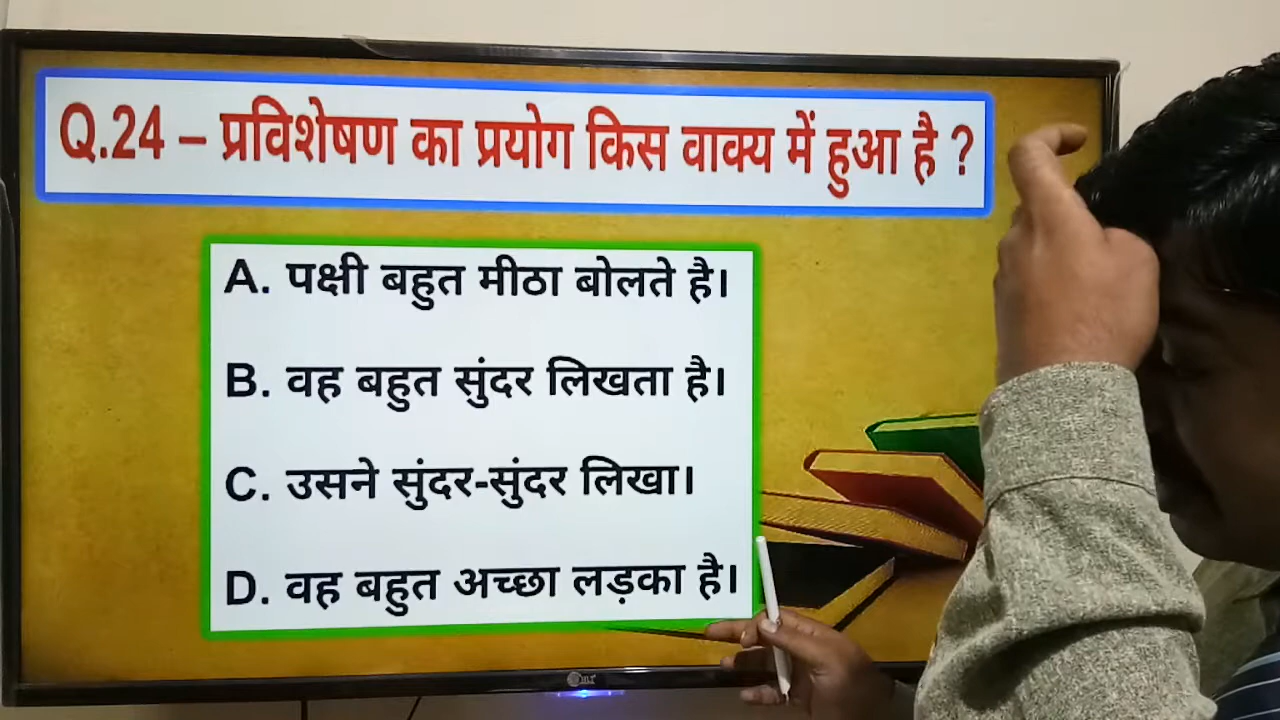 Q.24 – प्रविशेषण का प्रयोग किस वाक्य में हुआ है ?
A. पक्षी बहुत मीठा बोलते है।
B. वह बहुत सुंदर लिखता है।
C. उसने सुंदर-सुंदर लिखा।
D. वह बहुत अच्छा लड़का है।